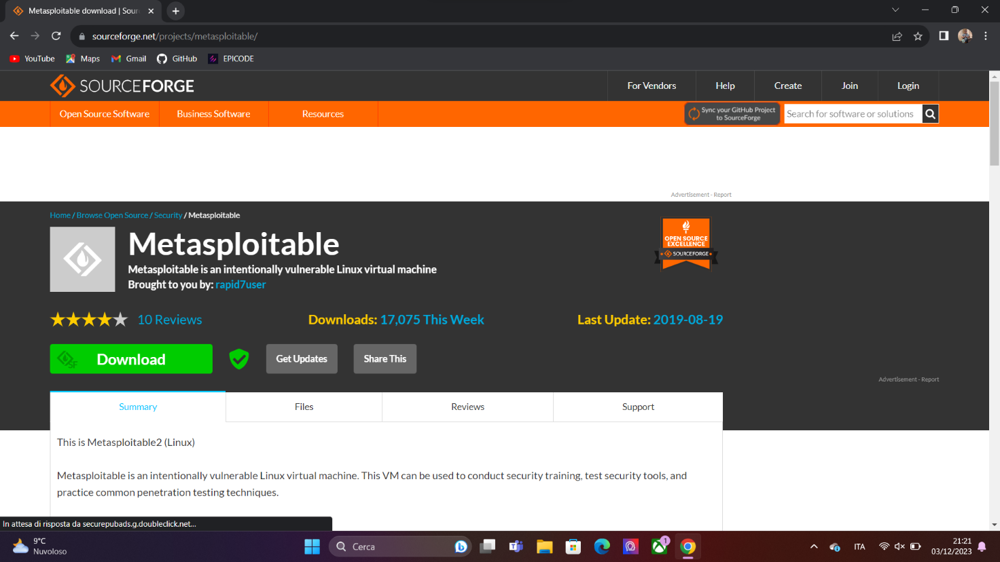 Metasploitable download | Sour
sourceforge.net/projects/metasploitable/
YouTube
Maps
Gmail
GitHub
EPICODE
SOURCEFORGE
For Vendors
Help
Create
Join
Login
Open Source Software
Business Software
Resources
Sync your GitHub Project
to SourceForge
Search for software or solutions
Advertisement - Report
Home / Browse Open Source / Security / Metasploitable
Metasploitable
Metasploitable is an intentionally vulnerable Linux virtual machine
Brought to you by: rapid7user
OPEN SOURCE
EXCELLENCE
SOURCEFORGE
10 Reviews
Downloads: 17,075 This Week
Last Update: 2019-08-19
SF
Download
Get Updates
Share This
Advertisement - Report
Summary
Files
Reviews
Support
This is Metasploitable2 (Linux)
Metasploitable is an intentionally vulnerable Linux virtual machine. This VM can be used to conduct security training, test security tools, and
practice common penetration testing techniques.
In attesa di risposta da securepubads.g.doubleclick.net...
9°C
Nuvoloso
Cerca
1
ITA
21:21
03/12/2023